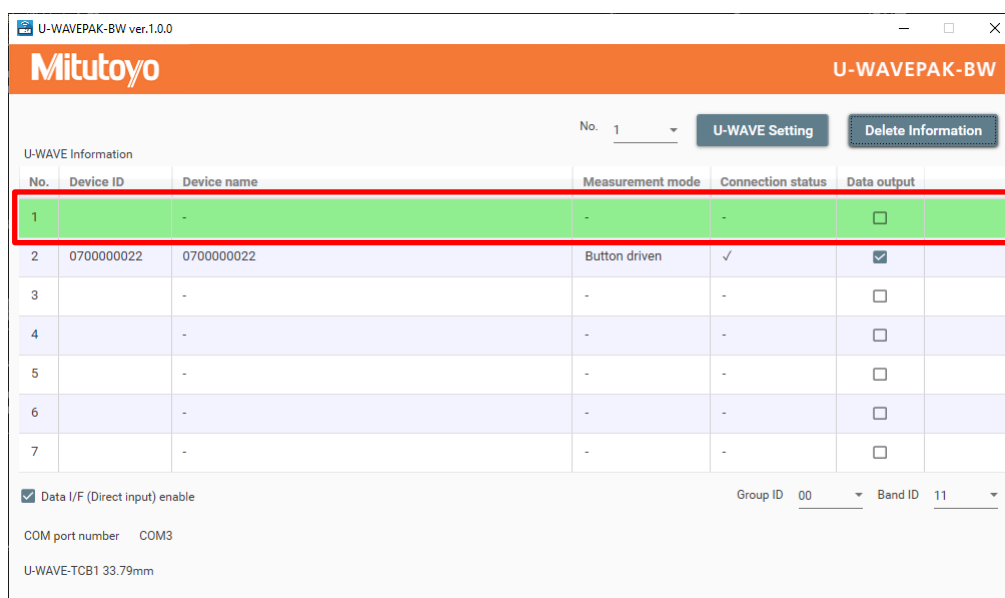 U-WAVEPAK-BW ver.1.0.0
Mitutoyo U-WAVEPAK-BW
No. 1 U-WAVE Setting Delete Information
U-WAVE Information
No. Device ID Device name Measurement mode Connection status Data output
1 - - -
2 0700000022 0700000022 Button driven ✓
3 - - -
4 - - -
5 - - -
6 - - -
7 - - -
Data I/F (Direct input) enable Group ID 00 Band ID 11
COM port number COM3
U-WAVE-TCB1 33.79mm